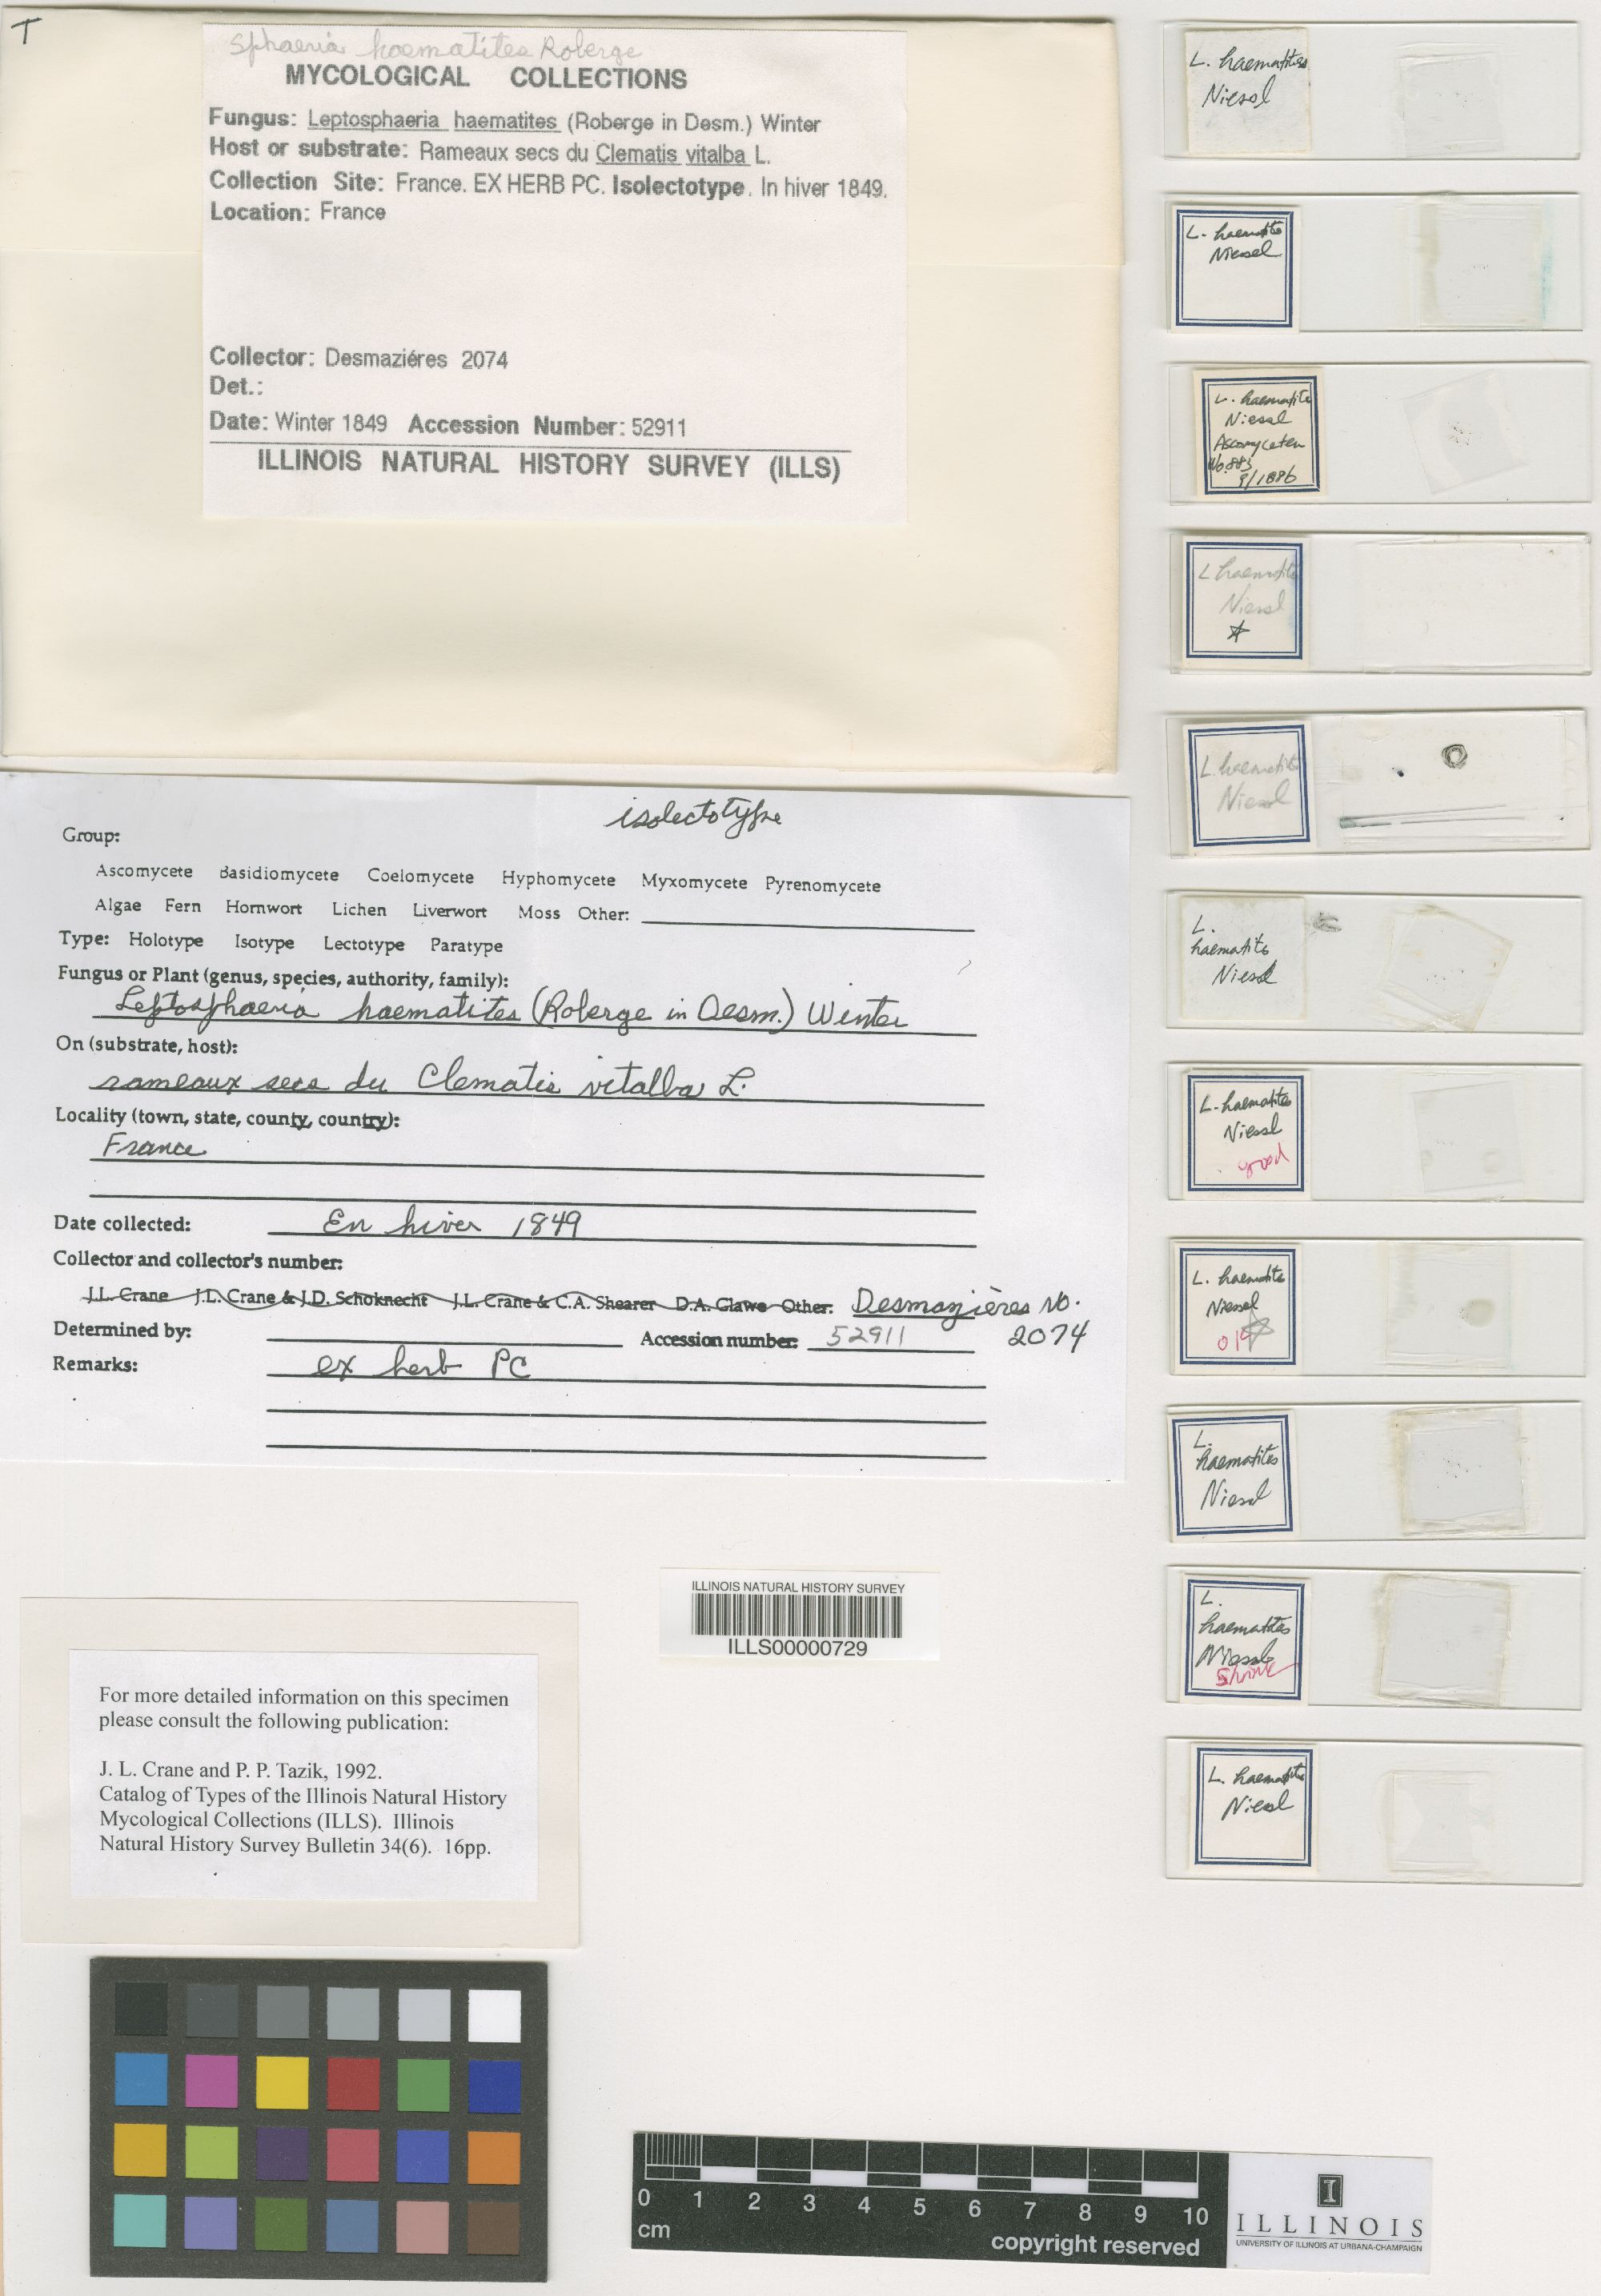 T
Sphaeria haematites Roberge
MYCOLOGICAL COLLECTIONS
Fungus: Leptosphaeria haematites (Roberge in Desm.) Winter
Host or substrate: Rameaux secs du Clematis vitalba L.
Collection Site: France. EX HERB PC. Isolectotype. In hiver 1849.
Location: France
Collector: Desmaziéres 2074
Det.:
Date: Winter 1849 Accession Number: 52911
ILLINOIS NATURAL HISTORY SURVEY (ILLS)
isolectotype
Group:
Ascomycete Basidiomycete Coelomycete Hyphomycete Myxomycete Pyrenomycete
Algae Fern Hornwort Lichen Liverwort Moss Other:
Type: Holotype Isotype Lectotype Paratype
Fungus or Plant (genus, species, authority, family):
Leptosphaeria haematites (Roberge in Desm.) Winter
On (substrate, host):
rameaux secs du Clematis vitalba L.
Locality (town, state, county, country):
France
Date collected: En hiver 1849
Collector and collector's number:
J.L. Crane J.L. Crane & J.D. Schoknecht J.L. Crane & C.A. Shearer D.A. Glawe Other: Desmazières No.
Determined by: Accession number: 52911 2074
Remarks: ex herb PC
ILLINOIS NATURAL HISTORY SURVEY
ILLS00000729
For more detailed information on this specimen
please consult the following publication:
J. L. Crane and P. P. Tazik, 1992.
Catalog of Types of the Illinois Natural History
Mycological Collections (ILLS). Illinois
Natural History Survey Bulletin 34(6). 16pp.
L. haematites
Niessl
L. haematites
Niessl
L. haematites
Niessl
Ascomyceten
No. 883
9/1886
L haematites
Niessl
L. haematites
Niessl
L.
haematites
Niessl
L. haematites
Niessl
good
L. haematites
Niessl
L.
haematites
Niessl
L.
haematites
Niessl
Shrink
L. haematites
Niessl
0 1 2 3 4 5 6 7 8 9 10
cm
copyright reserved
I
ILLINOIS
UNIVERSITY OF ILLINOIS AT URBANA-CHAMPAIGN